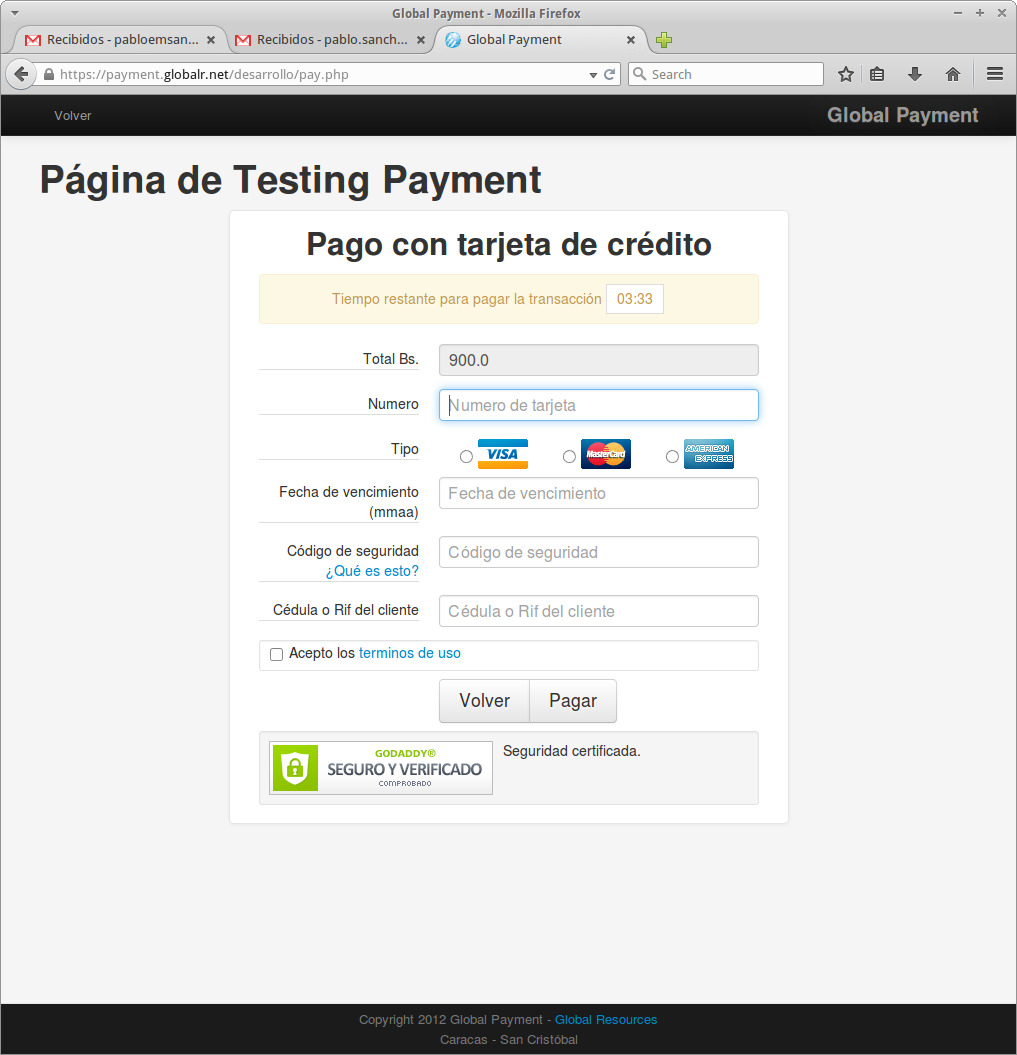 Global Payment - Mozilla Firefox
Recibidos - pabloemsan...
Recibidos - pablo.sanch...
Global Payment
https://payment.globalr.net/desarrollo/pay.php
Search
Volver
Global Payment
Página de Testing Payment
Pago con tarjeta de crédito
Tiempo restante para pagar la transacción 03:33
Total Bs. 900.0
Numero Numero de tarjeta
Tipo VISA MasterCard AMERICAN EXPRESS
Fecha de vencimiento
(mmaa)
Fecha de vencimiento
Código de seguridad
¿Qué es esto?
Código de seguridad
Cédula o Rif del cliente Cédula o Rif del cliente
Acepto los terminos de uso
Volver Pagar
GODADDY®
SEGURO Y VERIFICADO
COMPROBADO
Seguridad certificada.
Copyright 2012 Global Payment - Global Resources
Caracas - San Cristóbal